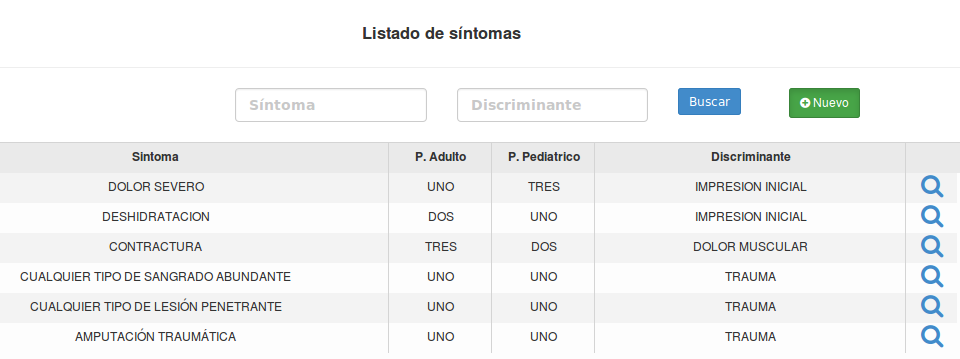 Listado de síntomas
Síntoma Discriminante Buscar Nuevo
Sintoma P. Adulto P. Pediatrico Discriminante
DOLOR SEVERO UNO TRES IMPRESION INICIAL
DESHIDRATACION DOS UNO IMPRESION INICIAL
CONTRACTURA TRES DOS DOLOR MUSCULAR
CUALQUIER TIPO DE SANGRADO ABUNDANTE UNO UNO TRAUMA
CUALQUIER TIPO DE LESIÓN PENETRANTE UNO UNO TRAUMA
AMPUTACIÓN TRAUMÁTICA UNO UNO TRAUMA